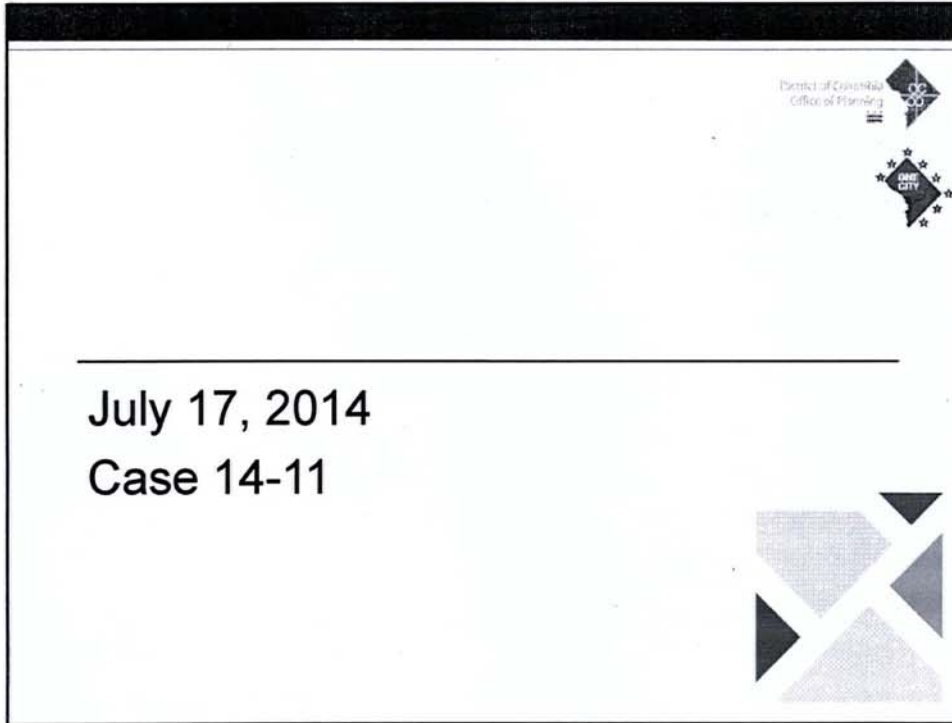 District of Columbia
Office of Planning
ONE
CITY
July 17, 2014
Case 14-11